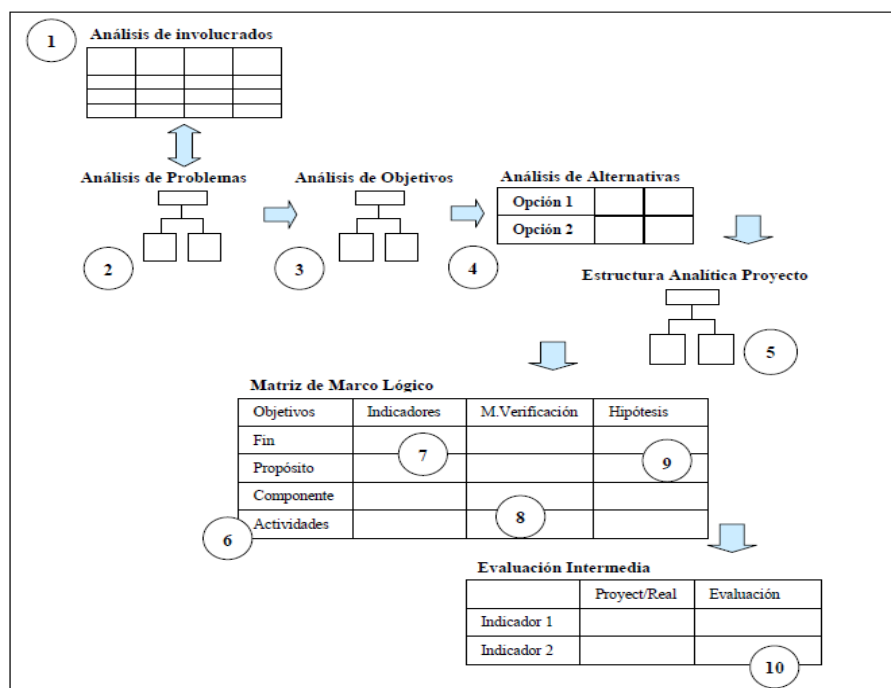 1
Análisis de involucrados
Análisis de Problemas
Análisis de Objetivos
Análisis de Alternativas
Opción 1
Opción 2
2
3
4
Estructura Analítica Proyecto
5
Matriz de Marco Lógico
Objetivos Indicadores M.Verificación Hipótesis
Fin
7
9
Propósito
Componente
8
Actividades
6
Evaluación Intermedia
Proyect/Real Evaluación
Indicador 1
Indicador 2
10